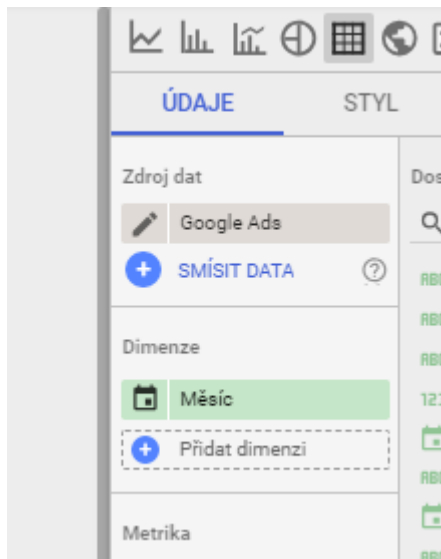 ÚDAJE STYL
Zdroj dat
Google Ads
SMÍSIT DATA
Dimenze
Měsíc
Přidat dimenzi
Metrika